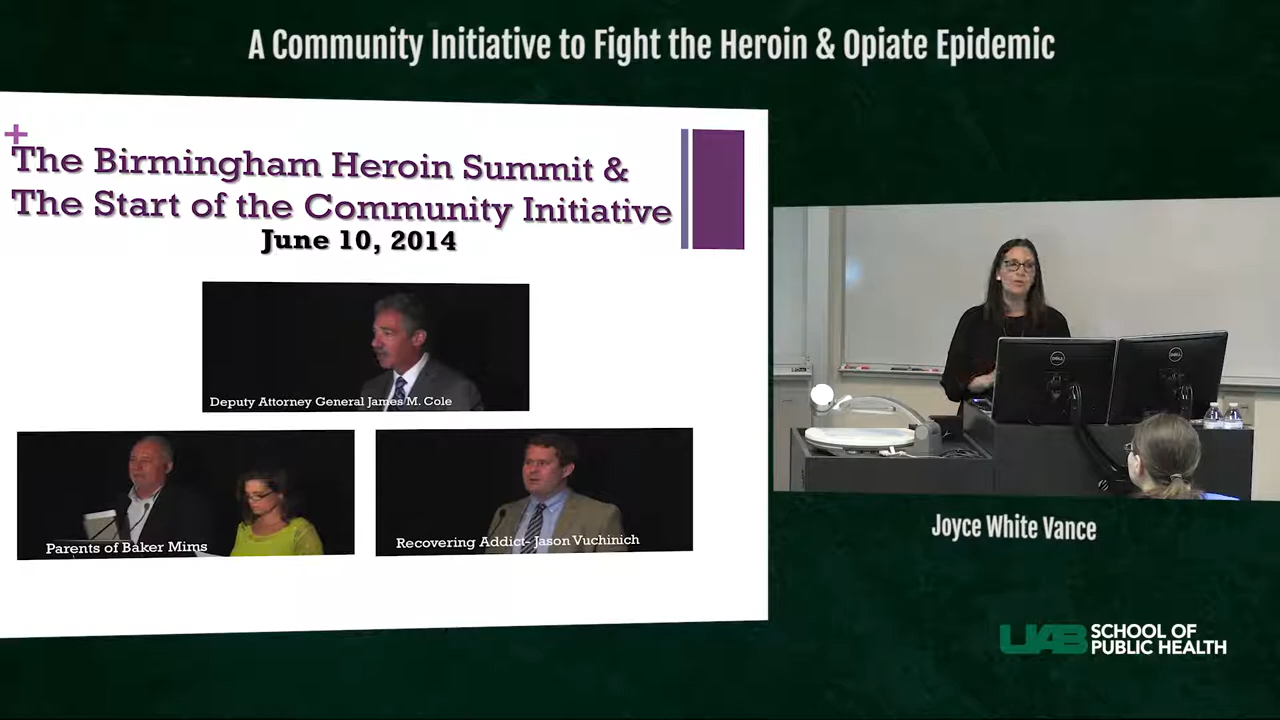 A Community Initiative to Fight the Heroin & Opiate Epidemic
+
The Birmingham Heroin Summit &
The Start of the Community Initiative
June 10, 2014
Deputy Attorney General James M. Cole
Parents of Baker Mims
Recovering Addict- Jason Vuchinich
DELL
DELL
Joyce White Vance
UAB SCHOOL OF
PUBLIC HEALTH